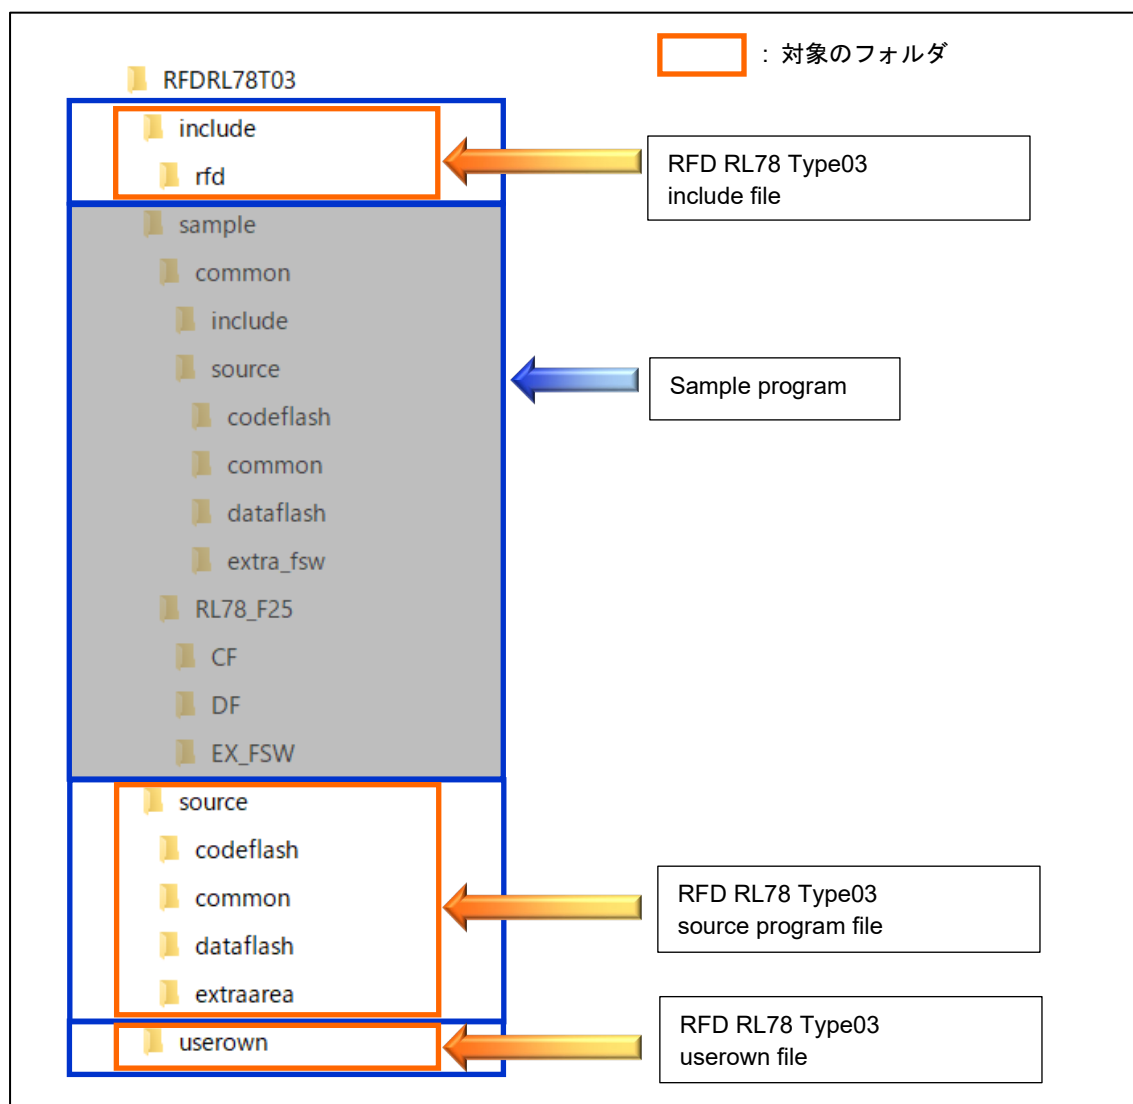 : 対象のフォルダ
RFDRL78T03
include
rfd
RFD RL78 Type03
include file
sample
common
include
source
codeflash
common
dataflash
extra_fsw
Sample program
RL78_F25
CF
DF
EX_FSW
source
codeflash
common
dataflash
extraarea
RFD RL78 Type03
source program file
userown
RFD RL78 Type03
userown file